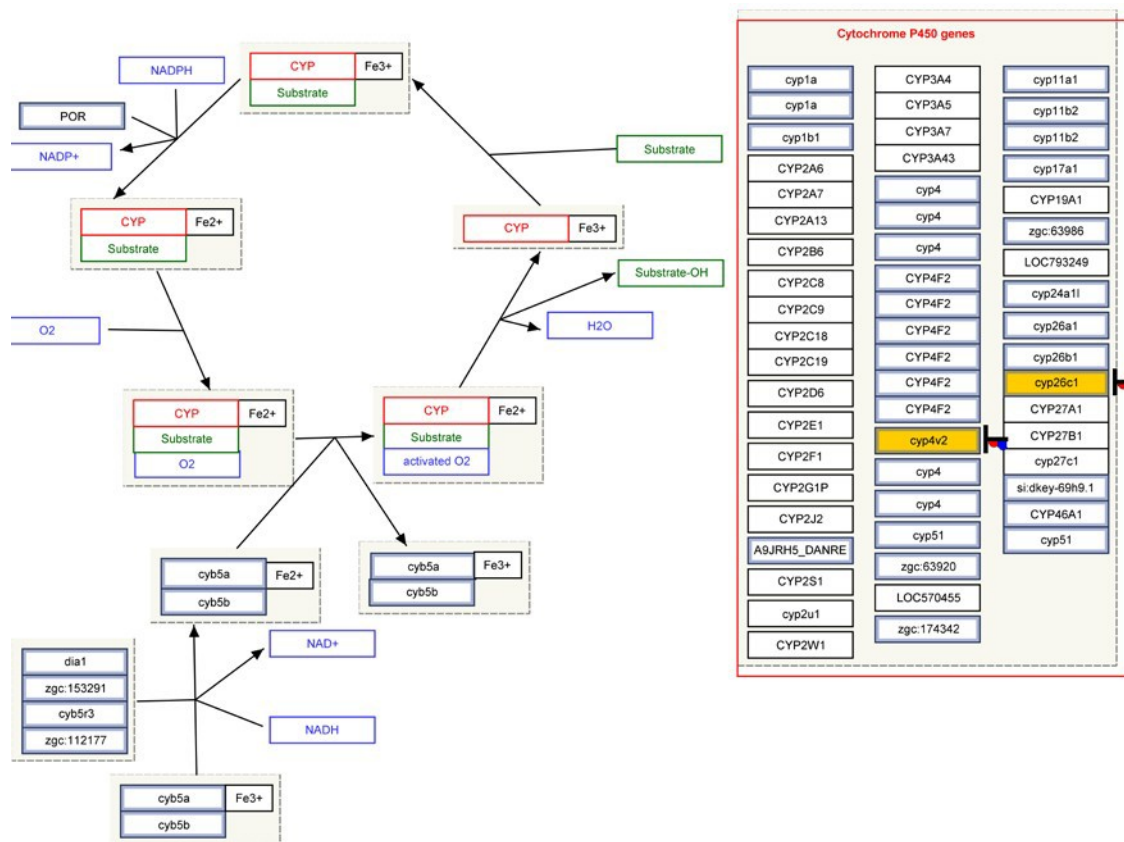 NADPH
POR
NADP+
CYP Fe3+
Substrate
Substrate
CYP Fe2+
Substrate
CYP Fe3+
O2
Substrate-OH
H2O
CYP Fe2+
Substrate
O2
CYP Fe2+
Substrate
activated O2
cyb5a Fe2+
cyb5b
cyb5a Fe3+
cyb5b
dia1
zgc:153291
cyb5r3
zgc:112177
NAD+
NADH
cyb5a Fe3+
cyb5b
Cytochrome P450 genes
cyp1a
cyp1a
cyp1b1
CYP2A6
CYP2A7
CYP2A13
CYP2B6
CYP2C8
CYP2C9
CYP2C18
CYP2C19
CYP2D6
CYP2E1
CYP2F1
CYP2G1P
CYP2J2
A9JRH5_DANRE
CYP2S1
cyp2u1
CYP2W1
CYP3A4
CYP3A5
CYP3A7
CYP3A43
cyp4
cyp4
cyp4
CYP4F2
CYP4F2
CYP4F2
CYP4F2
CYP4F2
CYP4F2
cyp4v2
cyp4
cyp4
cyp51
zgc:63920
LOC570455
zgc:174342
cyp11a1
cyp11b2
cyp11b2
cyp17a1
CYP19A1
zgc:63986
LOC793249
cyp24a1l
cyp26a1
cyp26b1
cyp26c1
CYP27A1
CYP27B1
cyp27c1
si:dkey-69h9.1
CYP46A1
cyp51